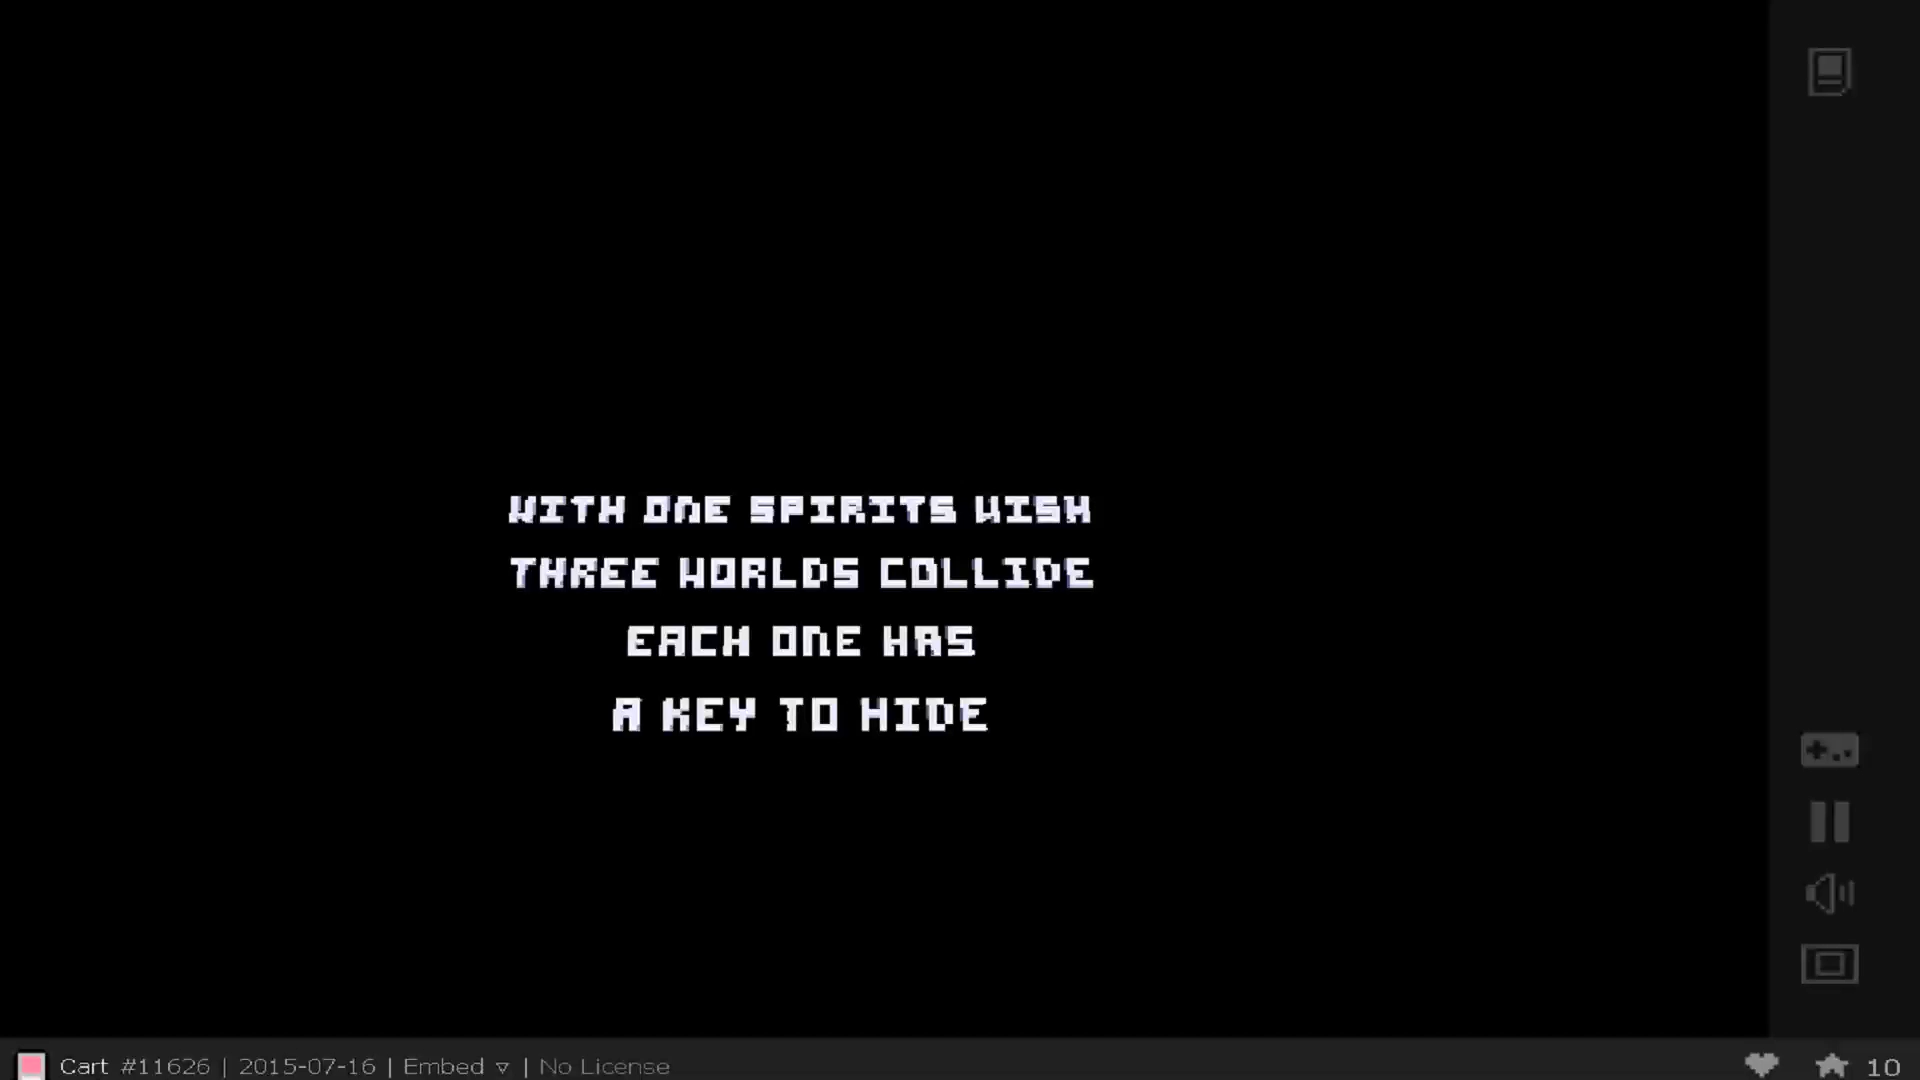 WITH ONE SPIRITS WISH
THREE WORLDS COLLIDE
EACH ONE HAS
A KEY TO HIDE
Cart #11626 | 2015-07-16 | Embed ▿ | No License
10